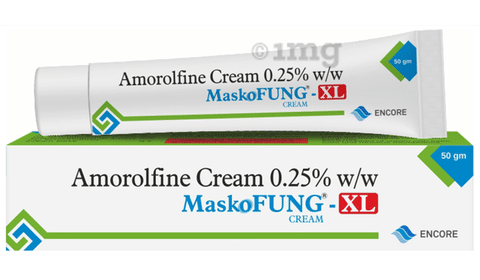 ©1mg
50 gm
Amorolfine Cream 0.25% w/w
MaskoFUNG® - XL
CREAM
ENCORE
50 gm
Amorolfine Cream 0.25% w/w
MaskoFUNG® - XL
CREAM
ENCORE